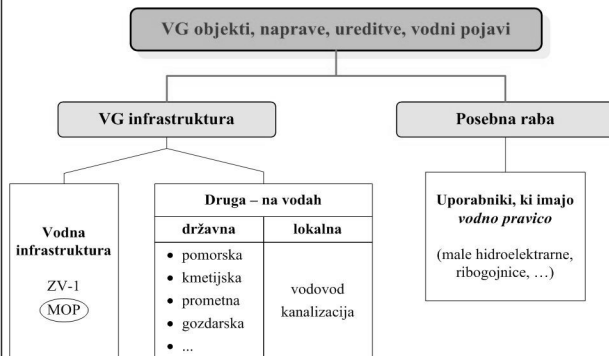 VG objekti, naprave, ureditve, vodni pojavi
VG infrastruktura
Posebna raba
Vodna
infrastruktura
ZV-1
MOP
Druga – na vodah
državna
lokalna
• pomorska
• kmetijska
• prometna
• gozdarska
• ...
vodovod
kanalizacija
Uporabniki, ki imajo
vodno pravico
(male hidroelektrarne,
ribogojnice, …)